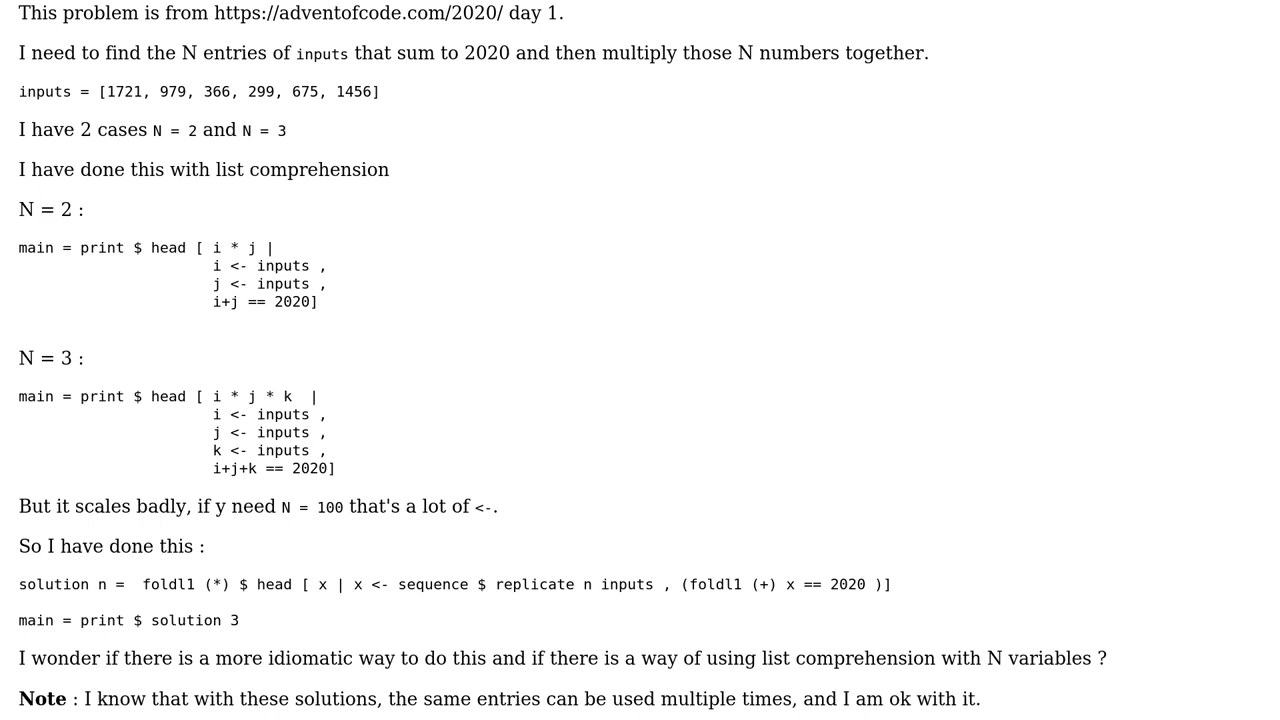 This problem is from https://adventofcode.com/2020/ day 1.
I need to find the N entries of inputs that sum to 2020 and then multiply those N numbers together.
inputs = [1721, 979, 366, 299, 675, 1456]
I have 2 cases N = 2 and N = 3
I have done this with list comprehension
N = 2 :
main = print $ head [ i * j |
                      i <- inputs ,
                      j <- inputs ,
                      i+j == 2020]
N = 3 :
main = print $ head [ i * j * k  |
                      i <- inputs ,
                      j <- inputs ,
                      k <- inputs ,
                      i+j+k == 2020]
But it scales badly, if y need N = 100 that's a lot of <-.
So I have done this :
solution n =  foldl1 (*) $ head [ x | x <- sequence $ replicate n inputs , (foldl1 (+) x == 2020 )]
main = print $ solution 3
I wonder if there is a more idiomatic way to do this and if there is a way of using list comprehension with N variables ?
Note : I know that with these solutions, the same entries can be used multiple times, and I am ok with it.